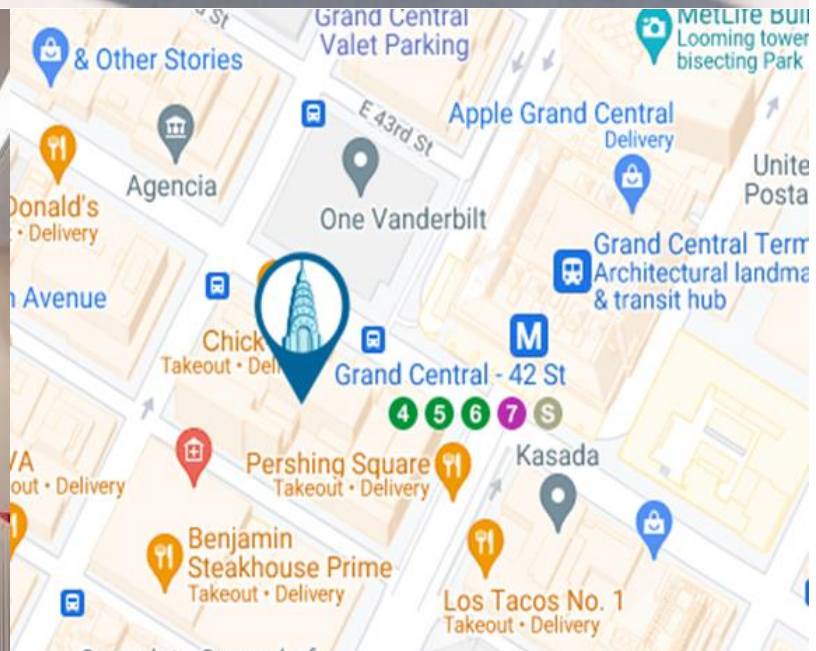 St
Grand Central
Valet Parking
MetLife Buil
Looming tower
bisecting Park
& Other Stories
E 43rd St
Apple Grand Central
Delivery
Agencia
Unite
Posta
Donald's
• Delivery
One Vanderbilt
Grand Central Term
Architectural landma
& transit hub
n Avenue
M
Chick
Takeout • Deli
Grand Central - 42 St
4 5 6 7 S
VA
out • Delivery
Pershing Square
Takeout • Delivery
Kasada
Benjamin
Steakhouse Prime
Takeout • Delivery
Los Tacos No. 1
Takeout • Delivery